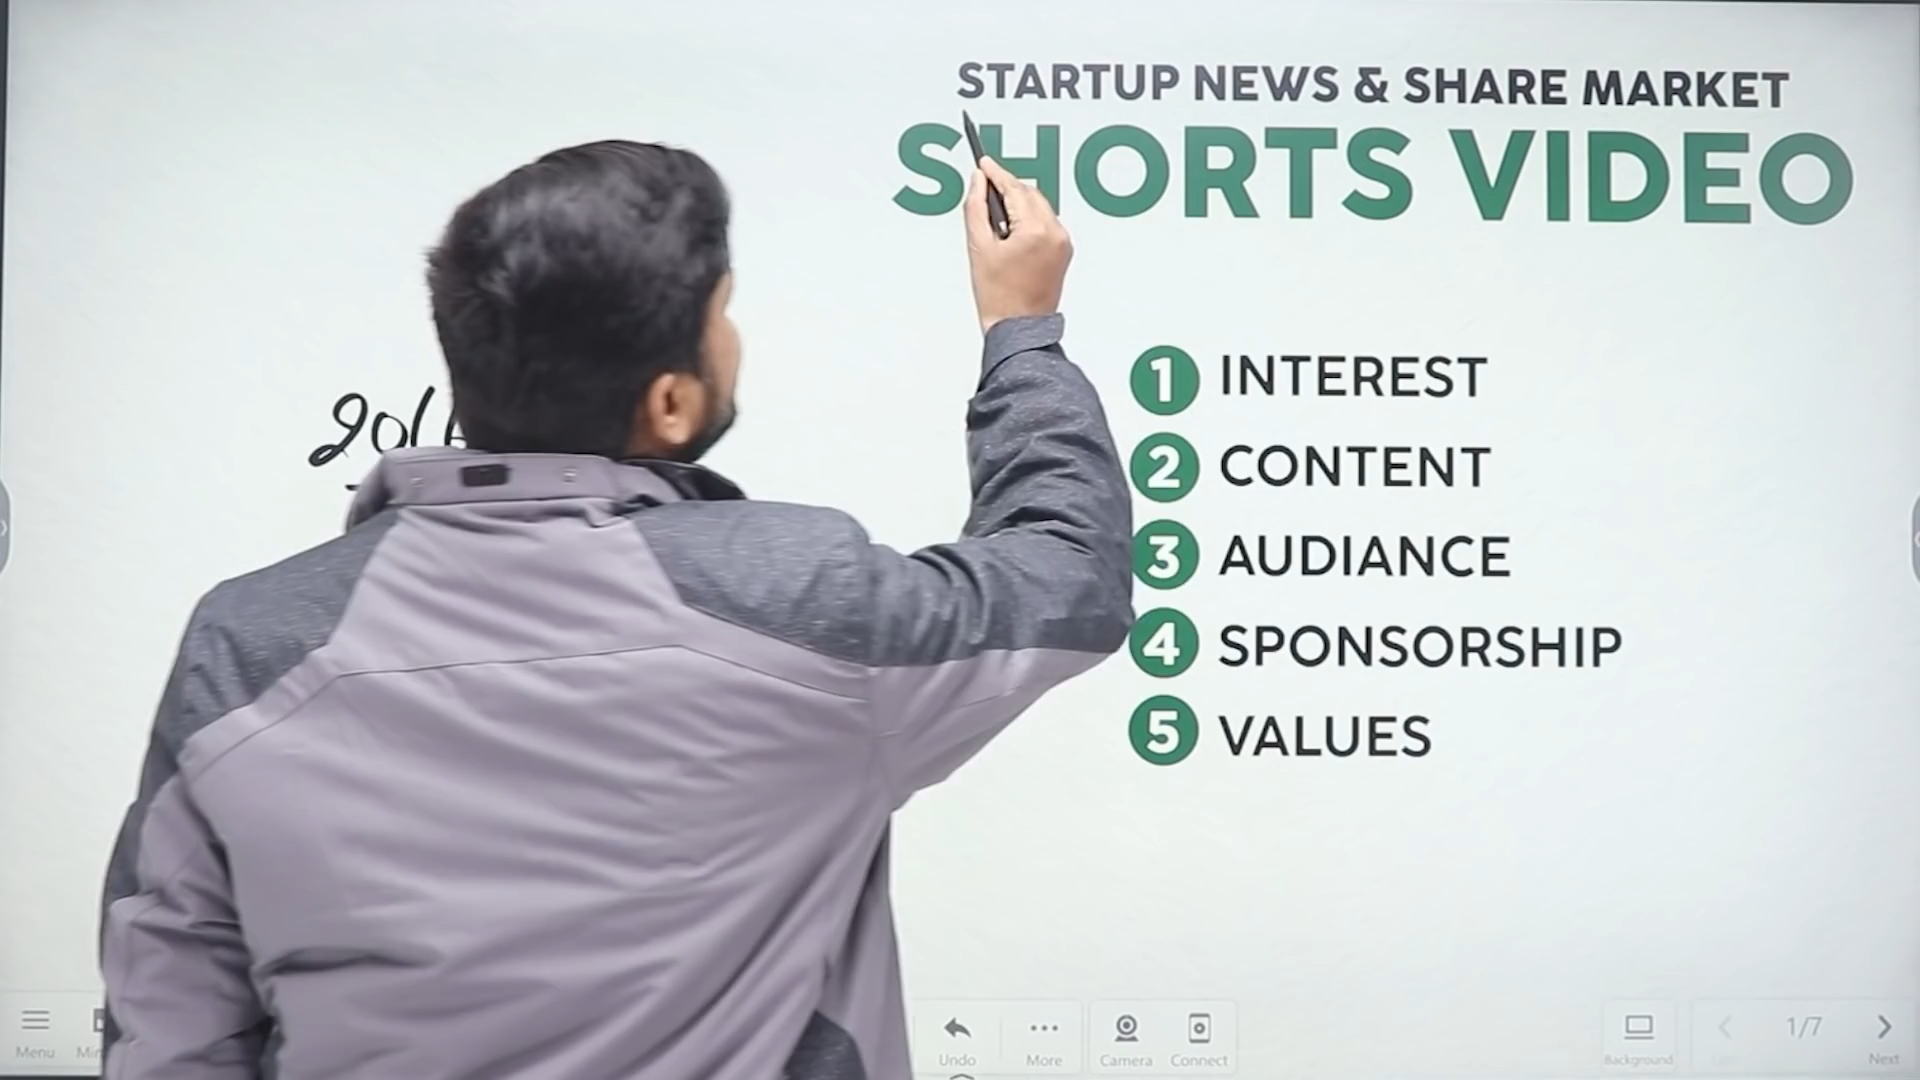 STARTUP NEWS & SHARE MARKET
SHORTS VIDEO
1 INTEREST
2 CONTENT
3 AUDIANCE
4 SPONSORSHIP
5 VALUES
Menu
Undo
More
Camera
Connect
Background
1/7
Next